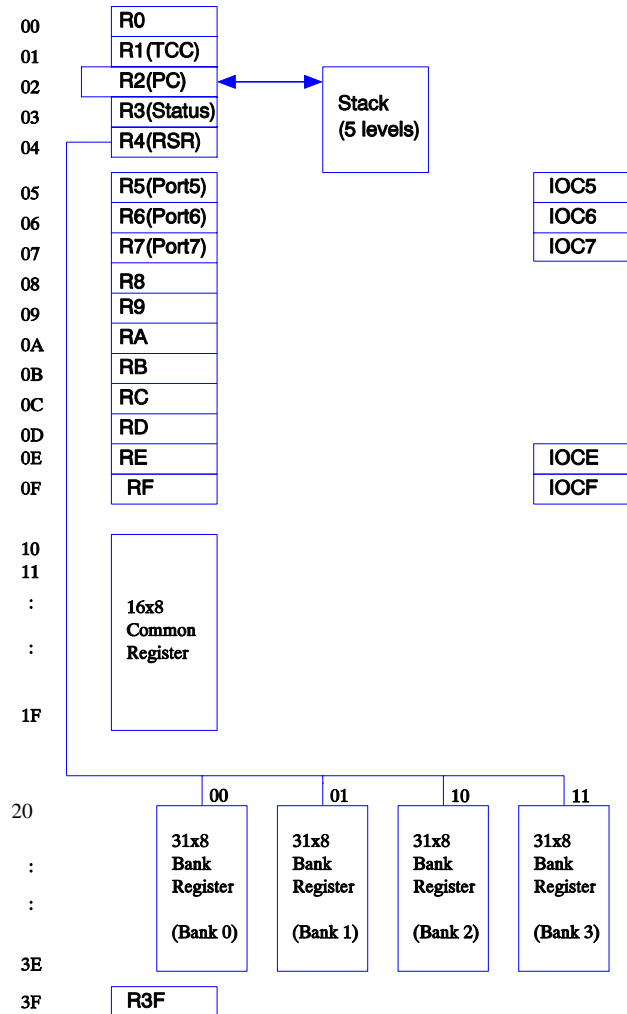 00 R0
01 R1(TCC)
02 R2(PC)
03 R3(Status)
04 R4(RSR)
Stack
(5 levels)
05 R5(Port5) IOC5
06 R6(Port6) IOC6
07 R7(Port7) IOC7
08 R8
09 R9
0A RA
0B RB
0C RC
0D RD
0E RE IOCE
0F RF IOCF
10
11
:
:
1F
16x8
Common
Register
00 01 10 11
20
:
:
3E
31x8
Bank
Register
(Bank 0)
31x8
Bank
Register
(Bank 1)
31x8
Bank
Register
(Bank 2)
31x8
Bank
Register
(Bank 3)
3F R3F